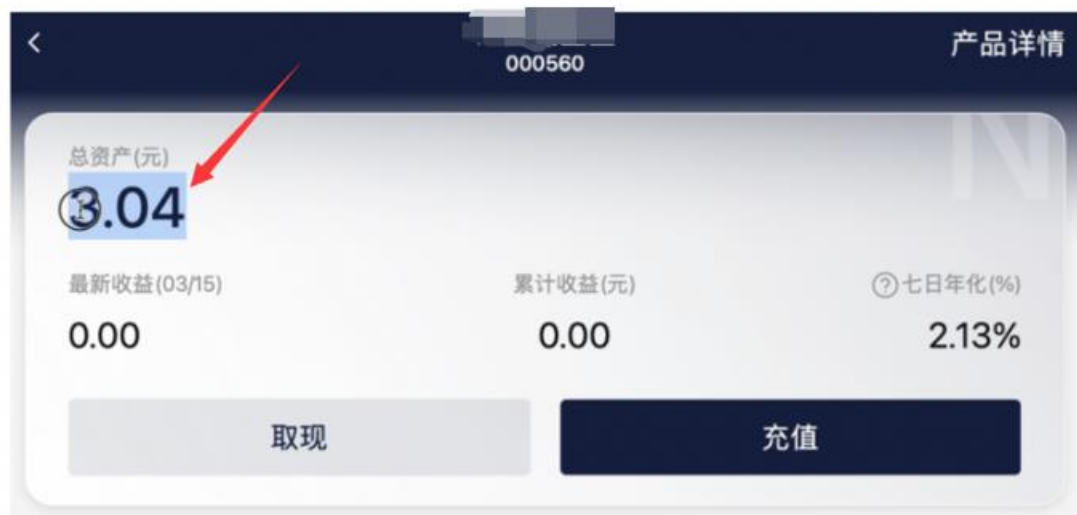 产品详情
000560
总资产(元)
3.04
最新收益(03/15)
累计收益(元)
七日年化(%)
0.00
0.00
2.13%
取现
充值